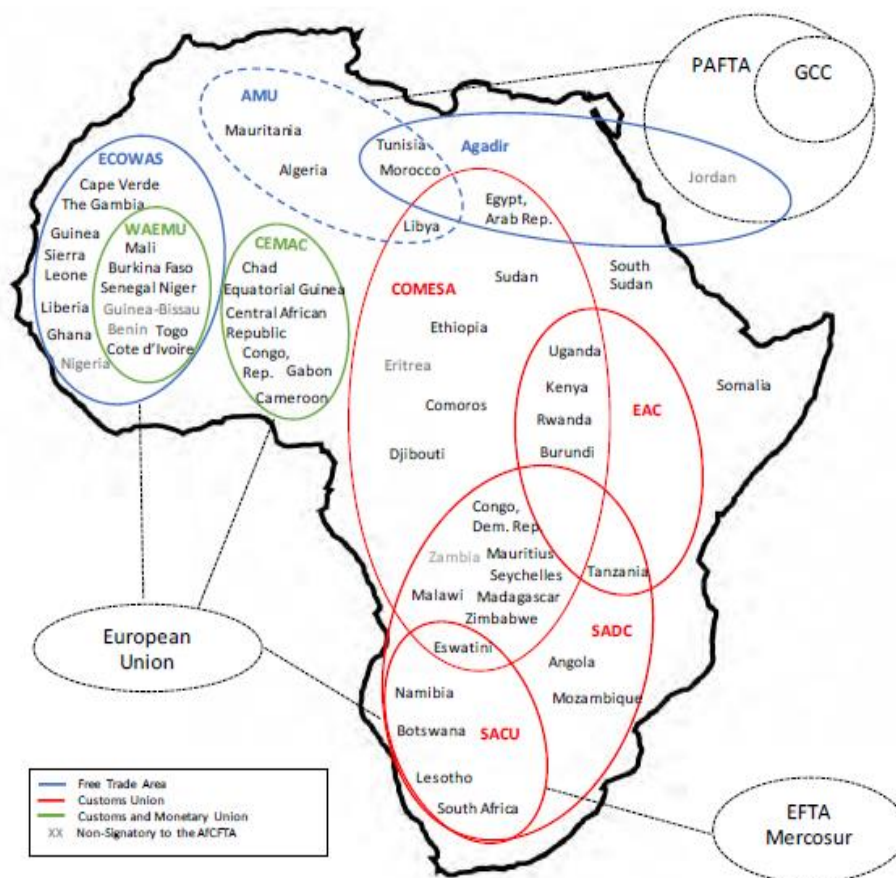 PAFTA
GCC
AMU
Mauritania
Algeria
Tunisia
Morocco
Agadir
Jordan
Egypt,
Arab Rep.
Libya
ECOWAS
Cape Verde
The Gambia
Guinea
Sierra
Leone
Liberia
Ghana
Nigeria
WAEMU
Mali
Burkina Faso
Senegal Niger
Guinea-Bissau
Benin Togo
Cote d'Ivoire
CEMAC
Chad
Equatorial Guinea
Central African
Republic
Congo,
Rep. Gabon
Cameroon
COMESA
Sudan
South
Sudan
Ethiopia
Eritrea
Comoros
Djibouti
Uganda
Kenya
Rwanda
Burundi
EAC
Somalia
Congo,
Dem. Rep
Zambia
Mauritius
Seychelles
Malawi Madagascar
Zimbabwe
Tanzania
SADC
Eswatini
Angola
Mozambique
Namibia
Botswana
SACU
Lesotho
South Africa
European
Union
EFTA
Mercosur
Free Trade Area
Customs Union
Customs and Monetary Union
XX Non-Signatory to the AfCFTA